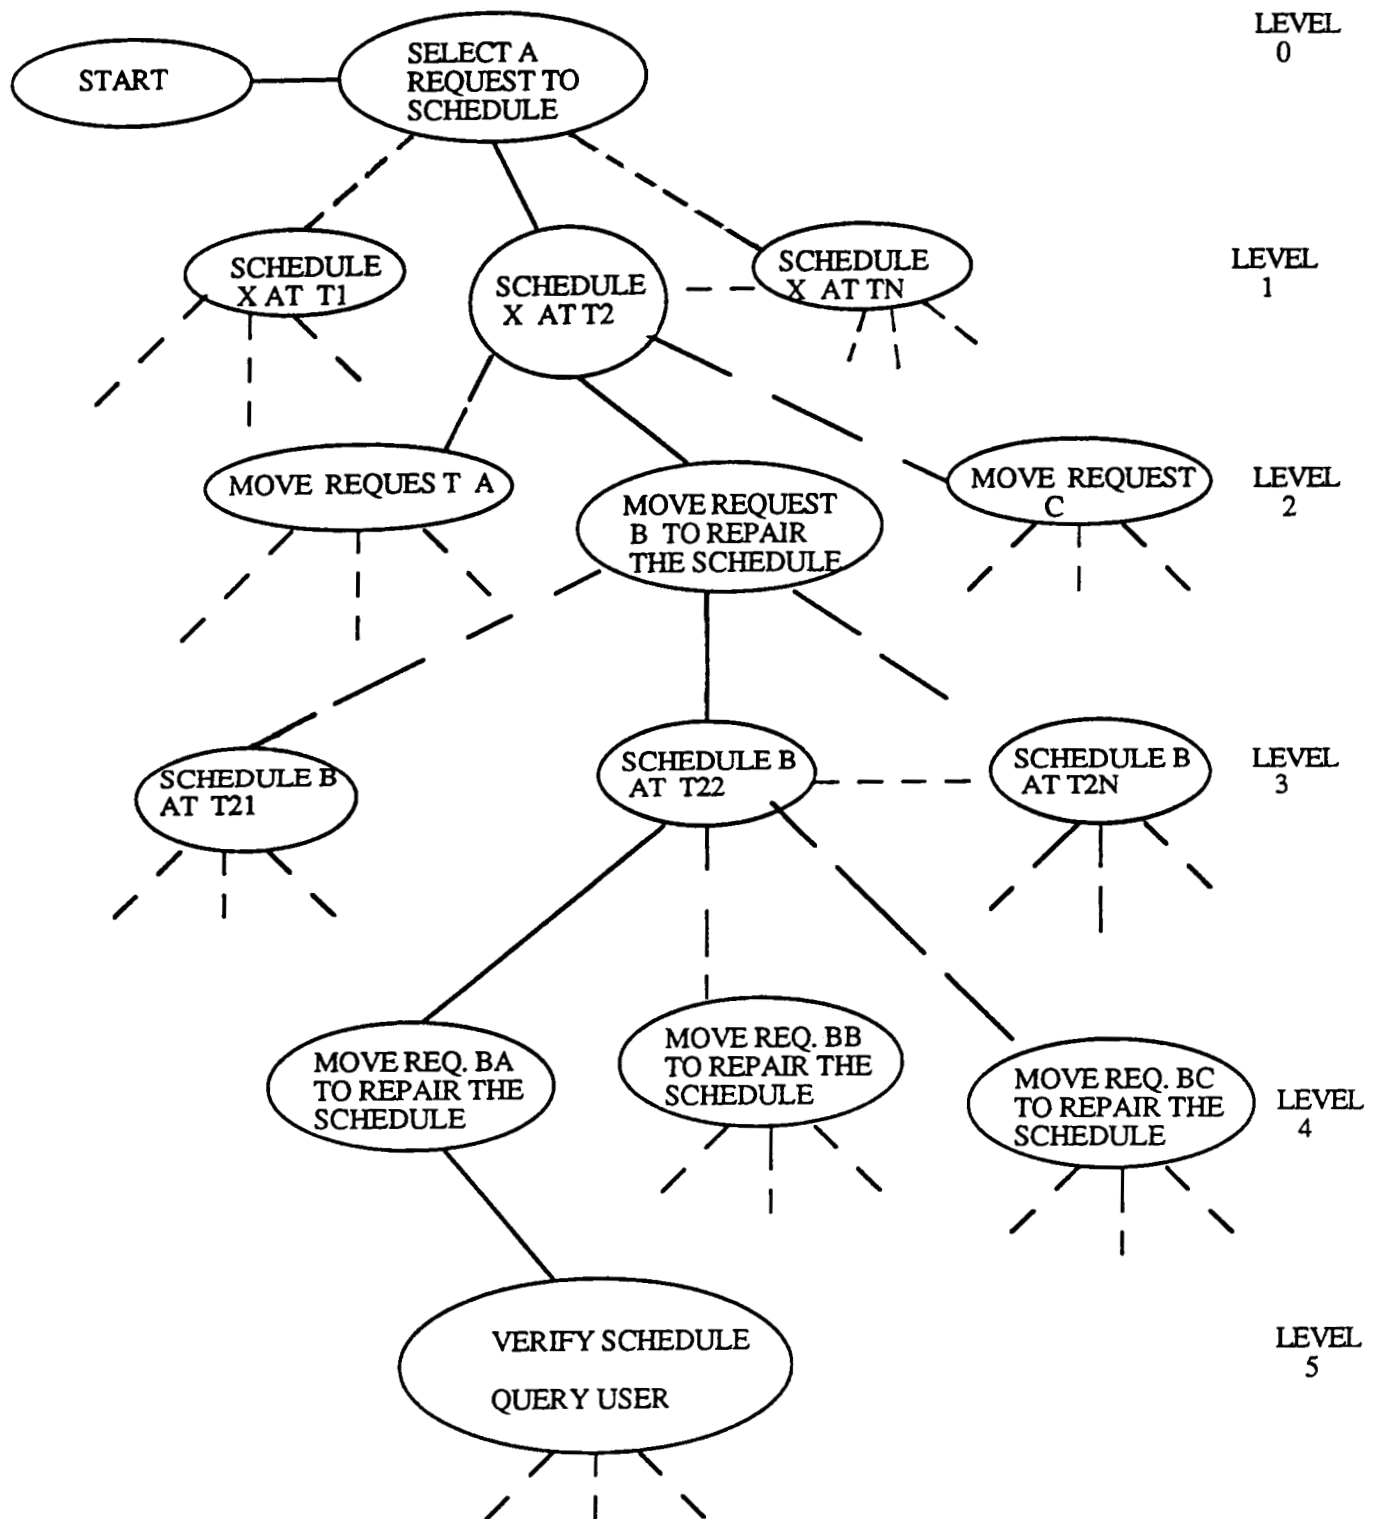 LEVEL
0
START
SELECT A
REQUEST TO
SCHEDULE
SCHEDULE
X AT T1
SCHEDULE
X AT T2
SCHEDULE
X AT TN
LEVEL
1
MOVE REQUEST A
MOVE REQUEST
B TO REPAIR
THE SCHEDULE
MOVE REQUEST
C
LEVEL
2
SCHEDULE B
AT T21
SCHEDULE B
AT T22
SCHEDULE B
AT T2N
LEVEL
3
MOVE REQ. BA
TO REPAIR THE
SCHEDULE
MOVE REQ. BB
TO REPAIR THE
SCHEDULE
MOVE REQ. BC
TO REPAIR THE
SCHEDULE
LEVEL
4
VERIFY SCHEDULE
QUERY USER
LEVEL
5